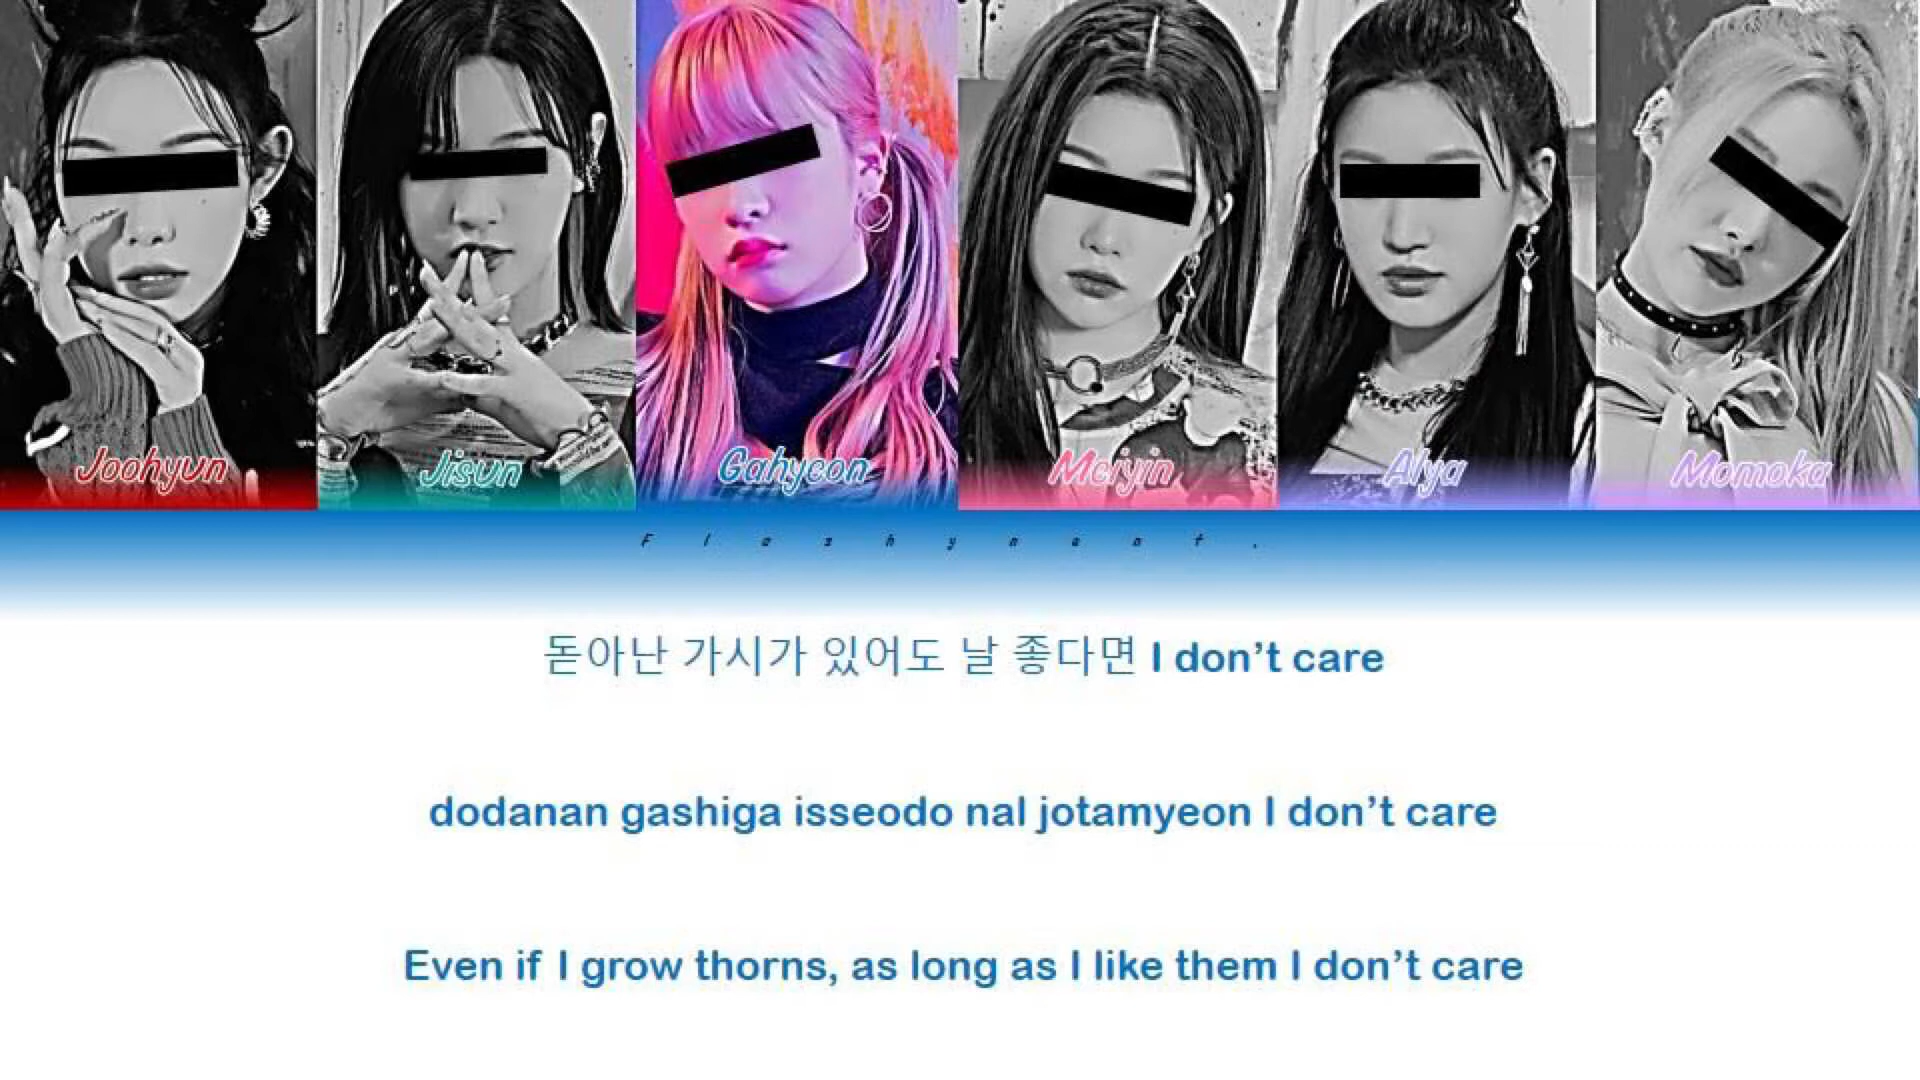 Joohyun
Jisun
Gahyeon
Meiyin
Alya
Momoka
돋아난 가시가 있어도 날 좋다면 I don't care
dodanan gashiga isseodo nal jotamyeon I don't care
Even if I grow thorns, as long as I like them I don't care